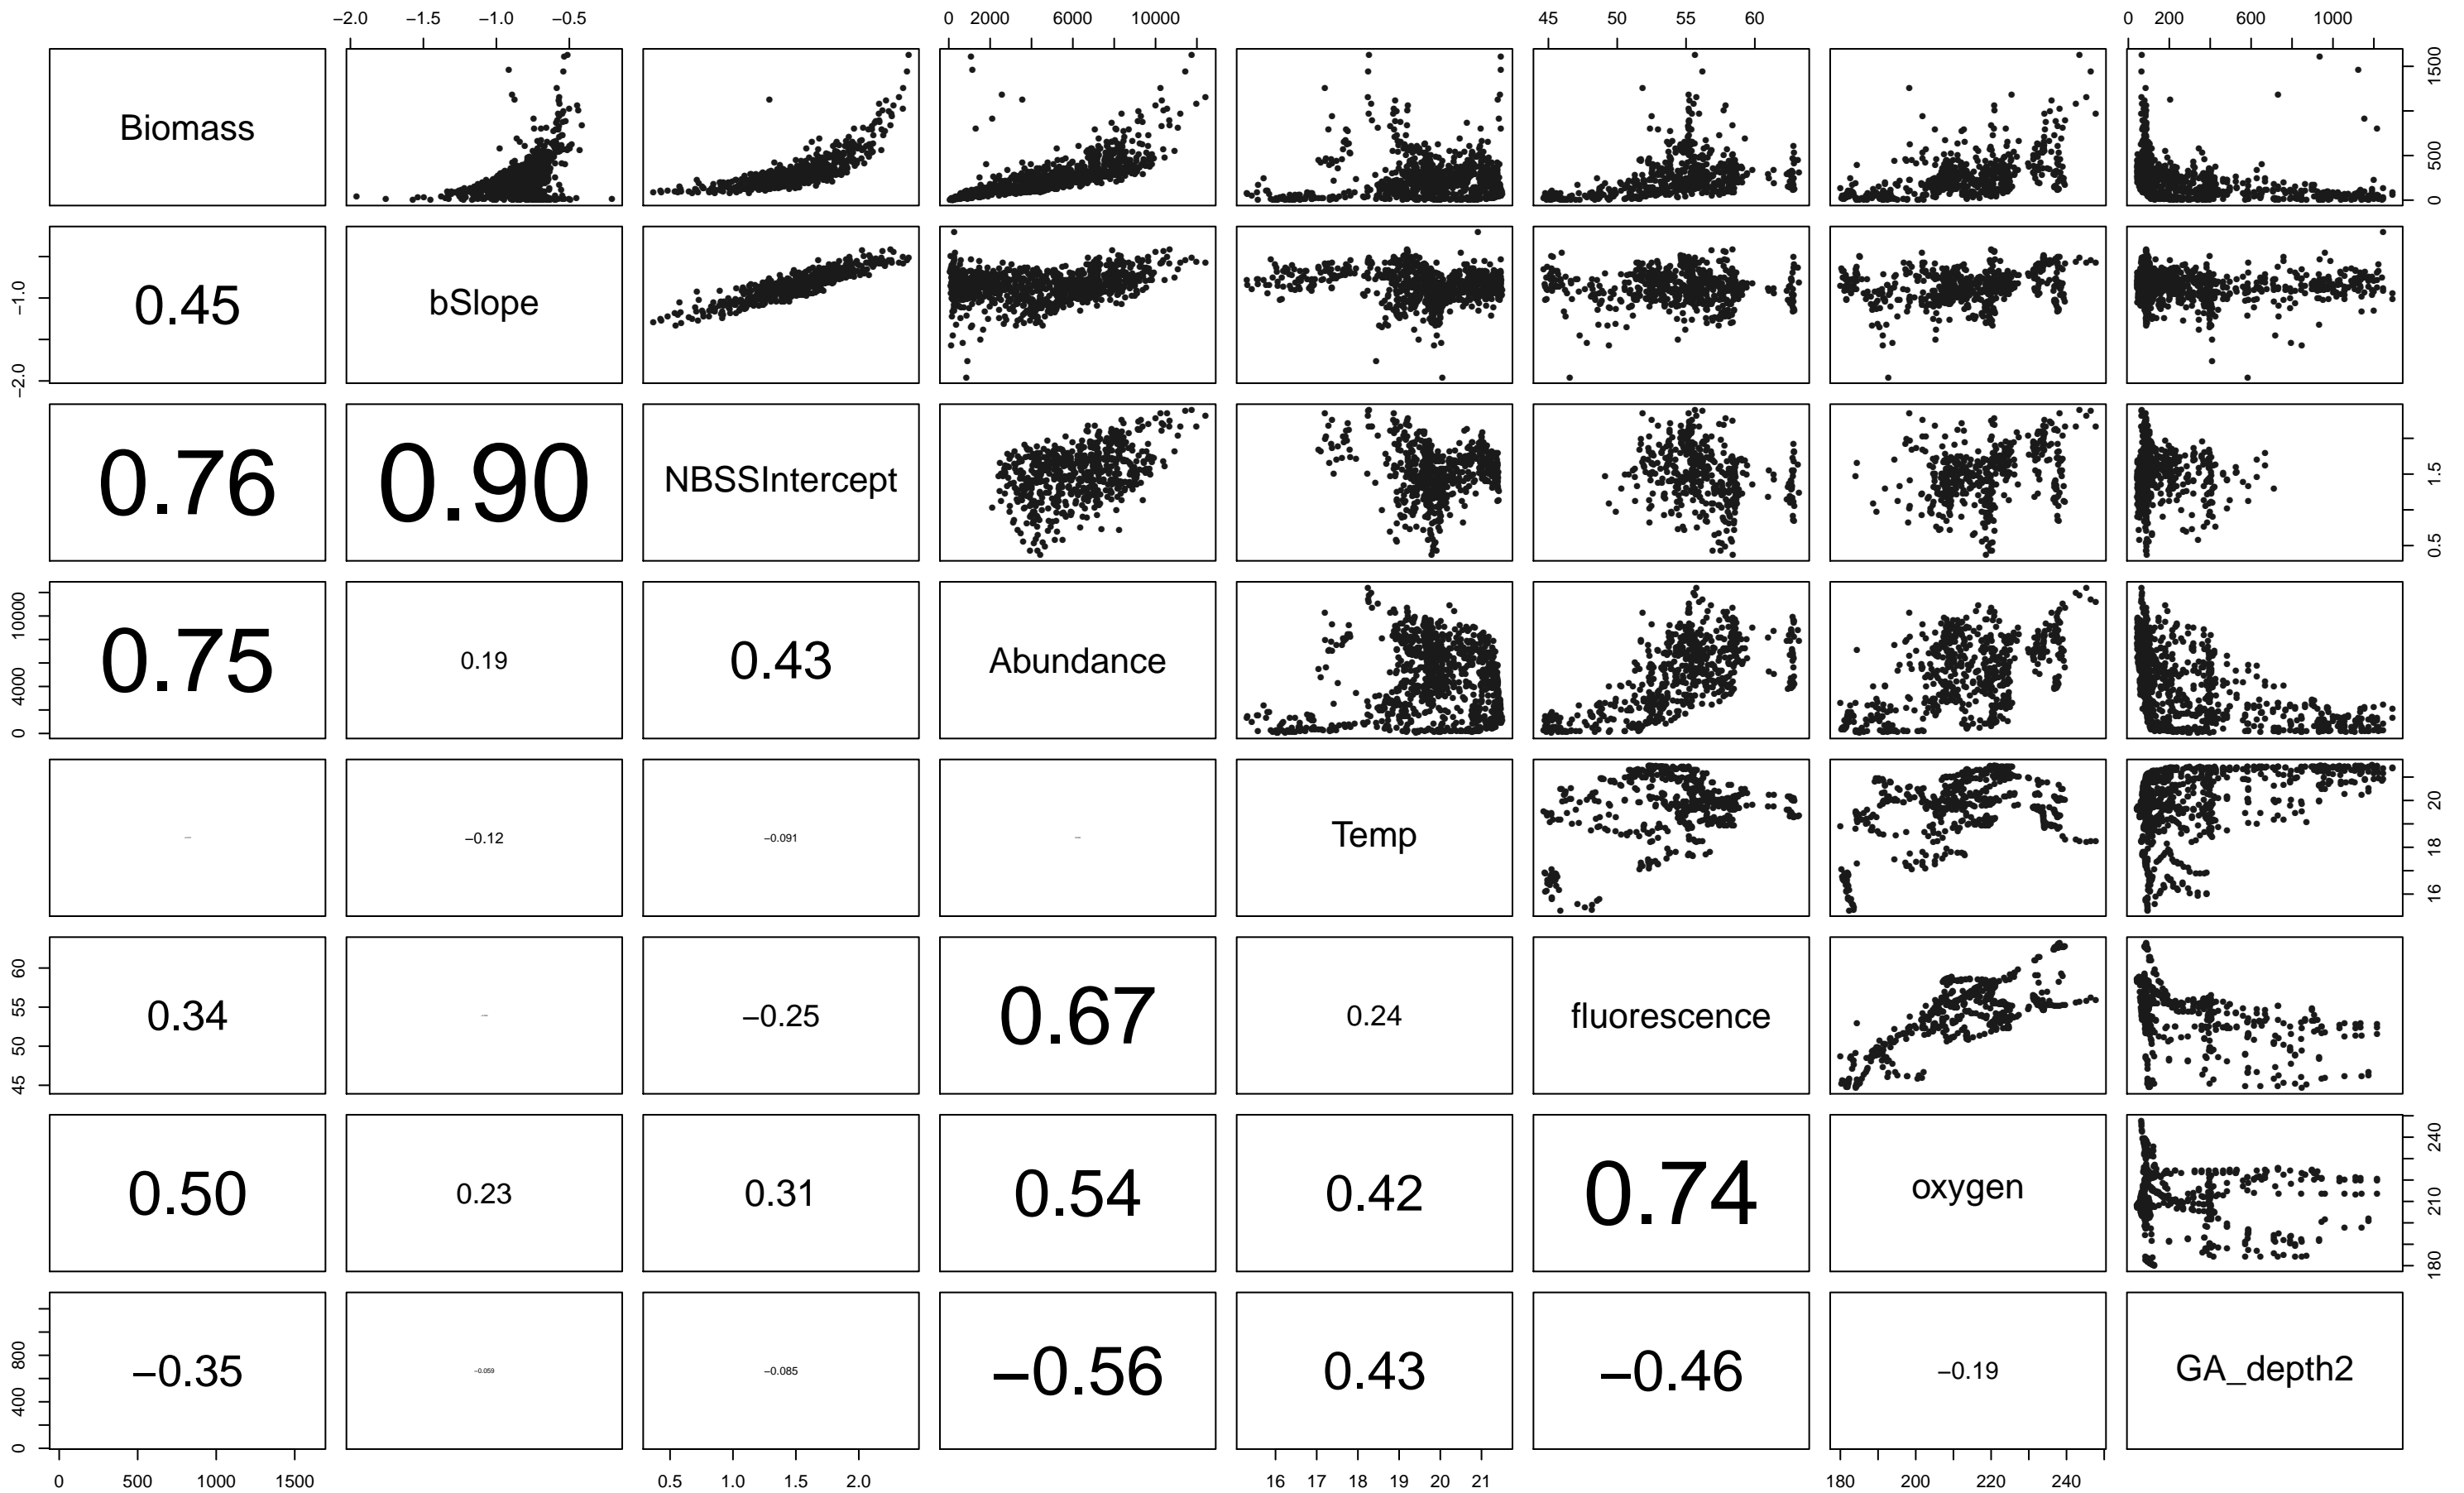 −2.0 −1.5 −1.0 −0.5 0 2000 6000 10000 45 50 55 60 0 200 600 1000
Biomass 0 500 1500
−2.0 −1.0 0.45 bSlope
0.76 0.90 NBSSIntercept 0.5 1.5
0 4000 10000 0.75 0.19 0.43 Abundance
−0.12 −0.091 Temp 16 18 20
45 50 55 60 0.34 −0.25 0.67 0.24 fluorescence
0.50 0.23 0.31 0.54 0.42 0.74 oxygen 180 210 240
0 400 800 −0.35 −0.059 −0.085 −0.56 0.43 −0.46 −0.19 GA_depth2
0 500 1000 1500 0.5 1.0 1.5 2.0 16 17 18 19 20 21 180 200 220 240